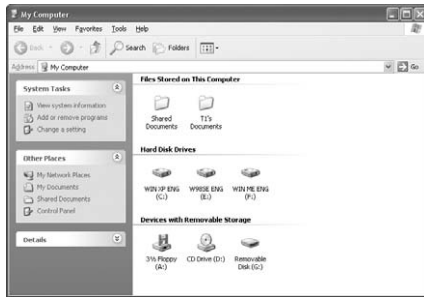 My Computer
File Edit View Favorites Tools Help
Back Search Folders
Address My Computer Go
System Tasks
View system information
Add or remove programs
Change a setting
Other Places
My Network Places
My Documents
Shared Documents
Control Panel
Details
Files Stored on This Computer
Shared Documents
T1's Documents
Hard Disk Drives
WIN XP ENG (C:)
W98SE ENG (E:)
WIN ME ENG (F:)
Devices with Removable Storage
3½ Floppy (A:)
CD Drive (D:)
Removable Disk (G:)